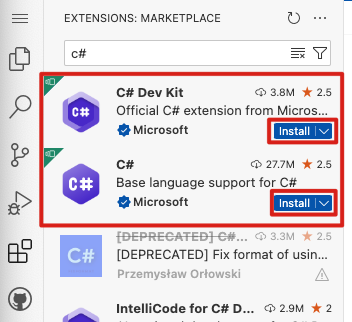 EXTENSIONS: MARKETPLACE
c#
C# Dev Kit 3.8M ★ 2.5
Official C# extension from Micros...
Microsoft Install
C# 27.7M ★ 2.5
Base language support for C#
Microsoft Install
[DEPRECATED] C#... 3.3M ★ 2.5
[DEPRECATED] Fix format of usin...
Przemysław Orłowski
IntelliCode for C# D... 2.9M ★ 2